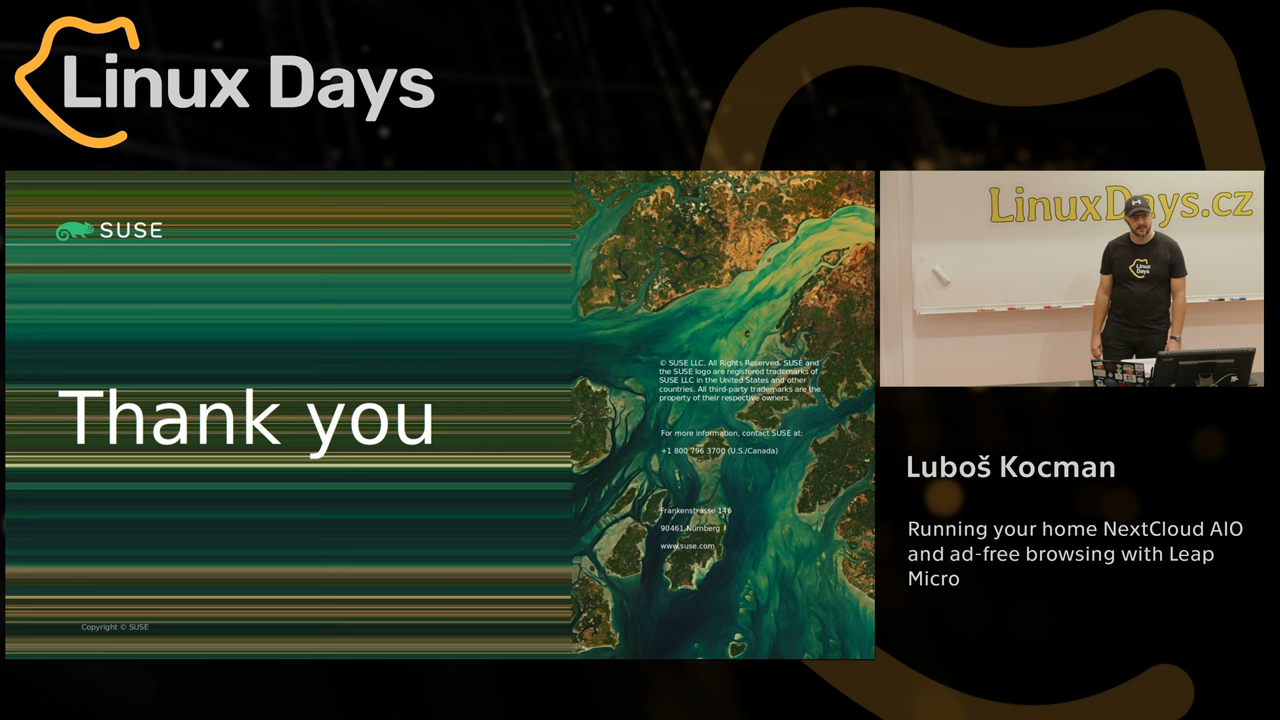 Linux Days
SUSE
Thank you
© SUSE LLC. All Rights Reserved. SUSE and
the SUSE logo are registered trademarks of
SUSE LLC in the United States and other
countries. All third-party trademarks are the
property of their respective owners.
For more information, contact SUSE at:
+1 800 796 3700 (U.S./Canada)
Frankenstrasse 146
90461 Nürnberg
www.suse.com
Copyright © SUSE
LinuxDays.cz
Linux
Days
Luboš Kocman
Running your home NextCloud AIO
and ad-free browsing with Leap
Micro